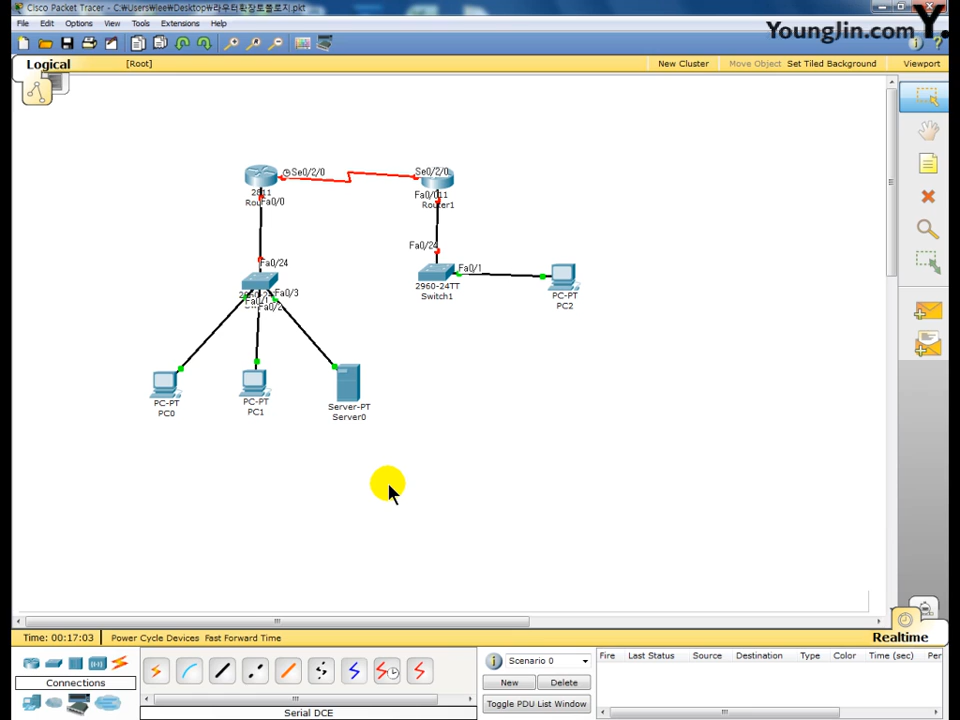 Cisco Packet Tracer - C:₩Users₩lee₩Desktop₩라우터확장토폴로지.pkt
File Edit Options View Tools Extensions Help
YoungJin.com Y.
Logical [Root] New Cluster Move Object Set Tiled Background Viewport
Se0/2/0 Se0/2/0
2811
Fa0/0
Router1
Fa0/24
Fa0/24
Fa0/1
2960-24TT
Switch1
PC-PT
PC2
Fa0/3
Fa0/1
Fa0/2
PC-PT
PC0
PC-PT
PC1
Server-PT
Server0
Time: 00:17:03 Power Cycle Devices Fast Forward Time Realtime
Connections
Serial DCE
Scenario 0
New Delete
Toggle PDU List Window
Fire Last Status Source Destination Type Color Time (sec) Per